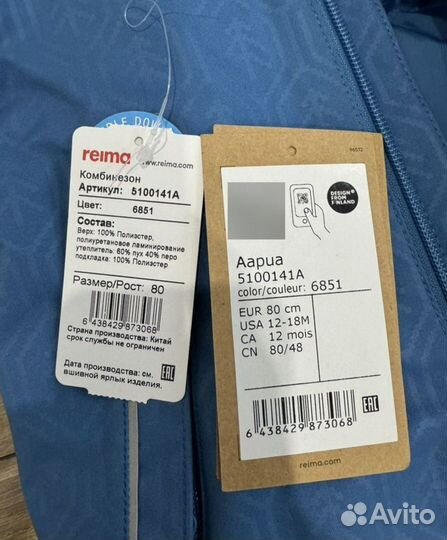 reima
www.reima.com
Комбинезон
Артикул: 5100141A
Цвет: 6851
Состав:
Верх: 100% Полиэстер,
полиуретановое ламинирование
утеплитель: 60% пух 40% перо
подкладка: 100% Полиэстер
Размер/Рост: 80
6 438429 873068
Страна производства: Китай
срок службы не ограничен
Дата производства: см.
вшивной ярлык изделия.
EAC
96572
DESIGN
FROM
FINLAND
Aapua
5100141A
color/couleur: 6851
EUR 80 cm
USA 12-18M
CA 12 mois
CN 80/48
6 438429 873068
EAC
reima.com
Avito